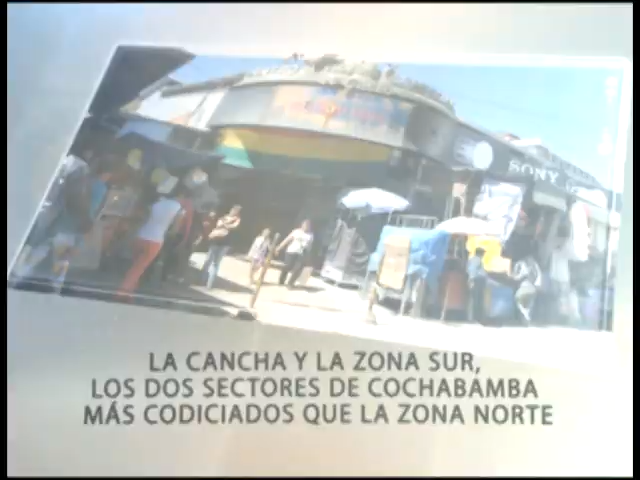 SONY
LA CANCHA Y LA ZONA SUR,
LOS DOS SECTORES DE COCHABAMBA
MÁS CODICIADOS QUE LA ZONA NORTE